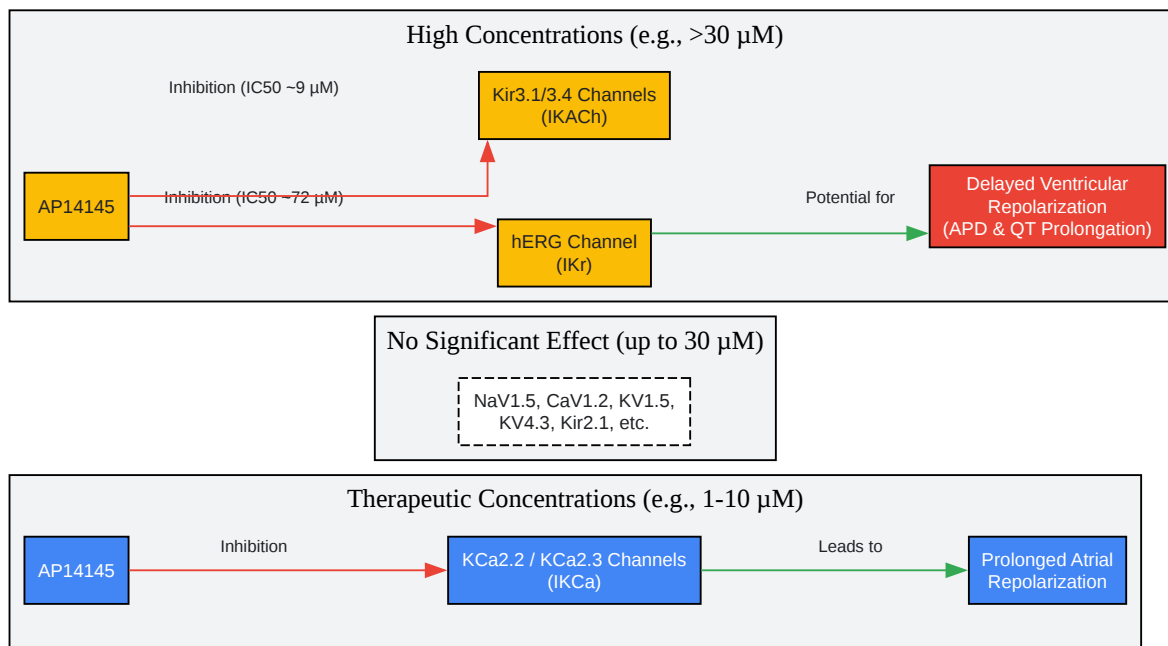 High Concentrations (e.g., >30 µM)
Inhibition (IC50 ~9 µM)
Kir3.1/3.4 Channels
(IKACh)
AP14145
Inhibition (IC50 ~72 µM)
hERG Channel
(IKr)
Potential for
Delayed Ventricular
Repolarization
(APD & QT Prolongation)
No Significant Effect (up to 30 µM)
NaV1.5, CaV1.2, KV1.5,
KV4.3, Kir2.1, etc.
Therapeutic Concentrations (e.g., 1-10 µM)
AP14145
Inhibition
KCa2.2 / KCa2.3 Channels
(IKCa)
Leads to
Prolonged Atrial
Repolarization